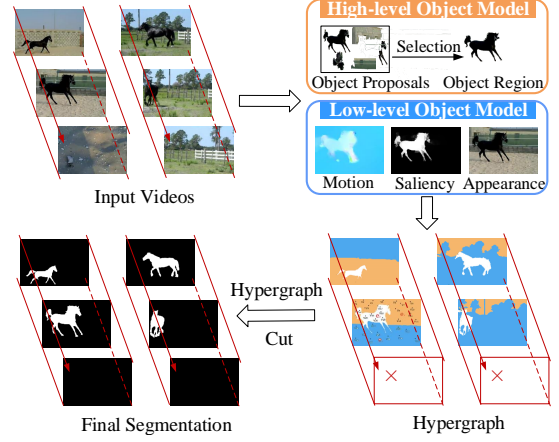 High-level Object Model
Selection
Object Proposals Object Region
Low-level Object Model
Motion Saliency Appearance
Input Videos
Hypergraph
Cut
Final Segmentation
Hypergraph